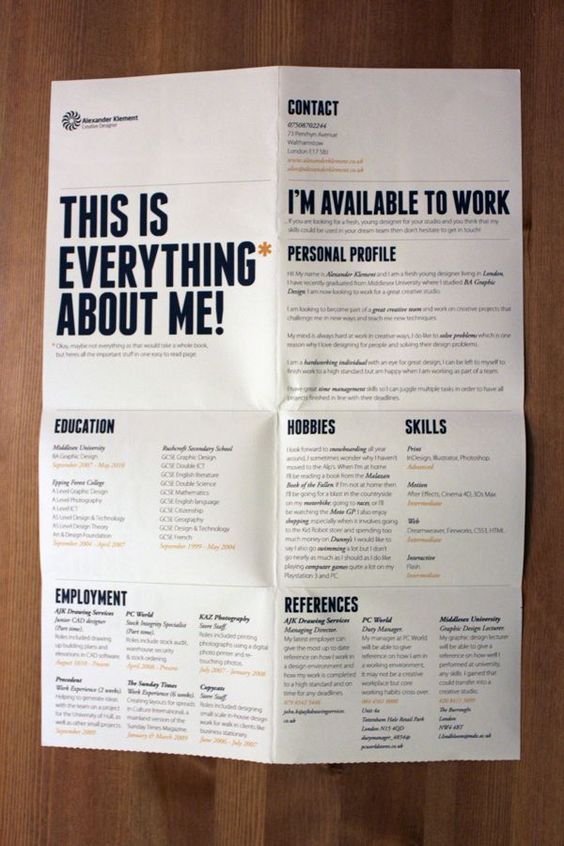 Alexander Klement
Creative Designer
THIS IS
EVERYTHING*
ABOUT ME!
* Okay, maybe not everything as that would take a whole book,
but heres all the important stuff in one easy to read page.
CONTACT
07508702244
73 Penrhyn Avenue
Walthamstow
London E17 5BJ
www.alexanderklement.co.uk
alex@alexanderklement.co.uk
I'M AVAILABLE TO WORK
...If you are looking for a fresh, young designer for your studio and you think that my
skills could be used in your dream team then don't hesitate to get in touch!
PERSONAL PROFILE
Hi! My name is Alexander Klement and I am a fresh young designer living in London,
I have recently graduated from Middlesex University where I studied BA Graphic
Design. I am now looking to work for a great creative studio.
I am looking to become part of a great creative team and work on creative projects that
challenge me in new ways and teach me new techniques.
My mind is always hard at work in creative ways, I do like to solve problems which is one
reason why I love designing for people and solving their design problems.
I am a hardworking individual with an eye for great design, I can be left to myself to
finish work to a high standard but am happy when I am working as part of a team.
I have great time management skills so I can juggle multiple tasks in order to have all
projects finished in line with their deadlines.
EDUCATION
Middlesex University
BA Graphic Design
September 2007 - May 2010
Epping Forest College
A Level Graphic Design
A Level Photography
A Level ICT
AS Level Design & Technology
AS Level Design Theory
Art & Design Foundation
September 2004 - April 2007
Rushcroft Secondary School
GCSE Graphic Design
GCSE Double ICT
GCSE English literature
GCSE Double Science
GCSE Mathematics
GCSE English language
GCSE Citizenship
GCSE Geography
GCSE Design & Technology
GCSE French
September 1999 - May 2004
HOBBIES
I look forward to snowboarding all year
around, I sometimes wonder why I haven't
moved to the Alp's. When I'm at home
I'll be reading a book from the Malazan
Book of the Fallen. If I'm not at home then
I'll be going for a blast in the countryside
on my motorbike going to race, or I'll be
watching the Moto GP. I also enjoy
shopping especially when it involves going
to the Kid Robot store and spending too
much money on Dunny's. I would like to
say I also go swimming a lot but I don't
go nearly as much as I should as I do like
playing computer games quite a lot on my
Playstation 3 and PC.
SKILLS
Print
InDesign, Illustrator, Photoshop.
Advanced
Motion
After Effects, Cinema 4D, 3Ds Max.
Intermediate
Web
Dreamweaver, Fireworks, CSS3, HTML.
Intermediate
Interactive
Flash
Intermediate
EMPLOYMENT
AJK Drawing Services
Junior CAD designer
(Part time).
Roles included drawing
up building plans and
elevations in CAD software.
August 2010 - Present
PC World
Stock Integrity Specialist
(Part time).
Roles include stock audit,
warehouse security
& stock ordering.
April 2008 - Present
KAZ Photography
Store Staff.
Roles included printing
photographs using a digital
photo printer and re-
touching photos.
July 2007 - January 2008
Precedent
Work Experience (2 weeks).
Helping to generate ideas
with the team on a project
for the University of Hull, as
well as other small projects.
September 2009
The Sunday Times
Work Experience (6 weeks).
Creating layouts for spreads
in Cultural International, a
mainland version of the
Sunday Times Magazine.
January & March 2009
Copycats
Store Staff.
Roles included designing
small scale in-house design
work for walk in clients like
business stationary.
June 2006 - July 2007
REFERENCES
AJK Drawing Services
Managing Director.
My latest employer can
give the most up to date
reference on how I work in
a design environment and
how my work is completed
to a high standard and on
time for any deadlines.
PC World
Duty Manager.
My manager at PC World
will be able to give
reference on how I am in
a working environment,
it may not be a creative
workplace but core
working habits cross over.
Unit 4a
Tottenham Hale Retail Park
London N15 4QD
dutymanager_4854@
pcworldstores.co.uk
Middlesex University
Graphic Design Lecturer.
My graphic design lecturer
will be able to give a
reference on how well I
performed at university,
any skills I gained that
could transfer into a
creative studio.
The Burroughs
London
NW4 4BT